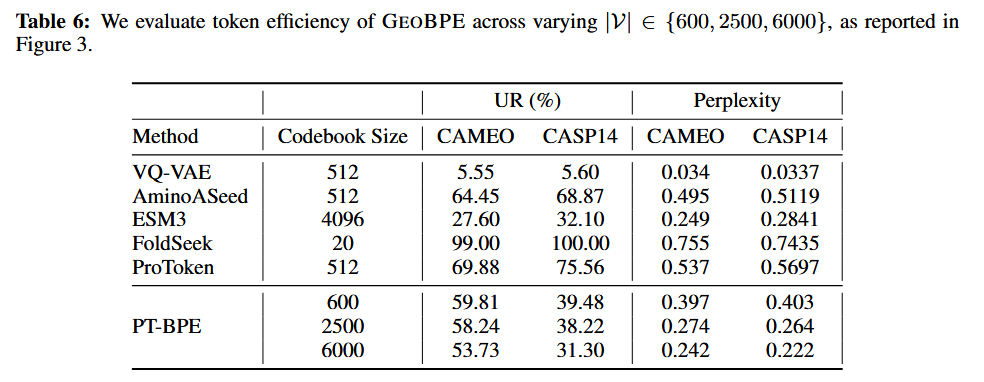 Table 6: We evaluate token efficiency of GEOBPE across varying |𝒱| ∈ {600, 2500, 6000}, as reported in
Figure 3.
UR (%) Perplexity
Method Codebook Size CAMEO CASP14 CAMEO CASP14
VQ-VAE 512 5.55 5.60 0.034 0.0337
AminoASeed 512 64.45 68.87 0.495 0.5119
ESM3 4096 27.60 32.10 0.249 0.2841
FoldSeek 20 99.00 100.00 0.755 0.7435
ProToken 512 69.88 75.56 0.537 0.5697
600 59.81 39.48 0.397 0.403
PT-BPE 2500 58.24 38.22 0.274 0.264
6000 53.73 31.30 0.242 0.222